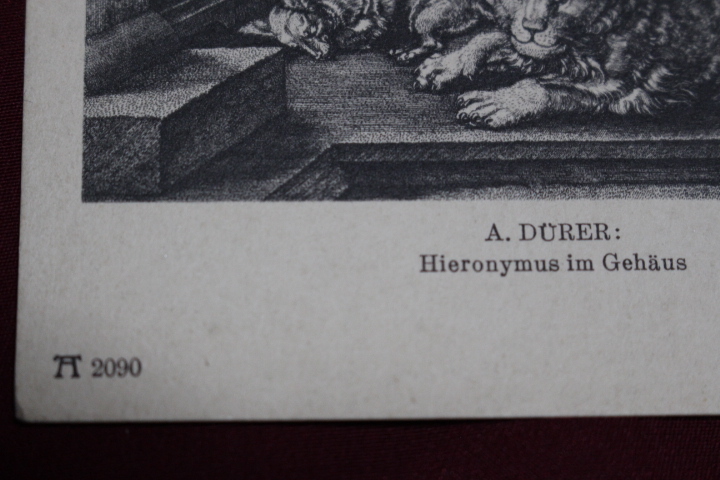 A. DÜRER:
Hieronymus im Gehäus
2090